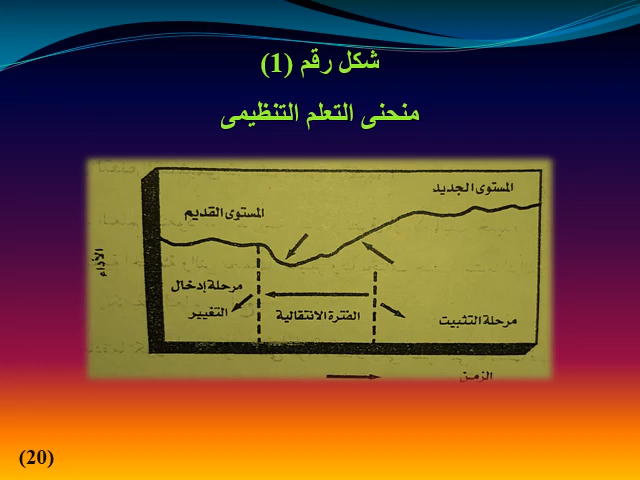 شكل رقم (1)
منحنى التعلم التنظيمى
المستوى الجديد
المستوى القديم
الأداء
مرحلة إدخال
التغيير
الفترة الانتقالية
مرحلة التثبيت
الزمن
(20)